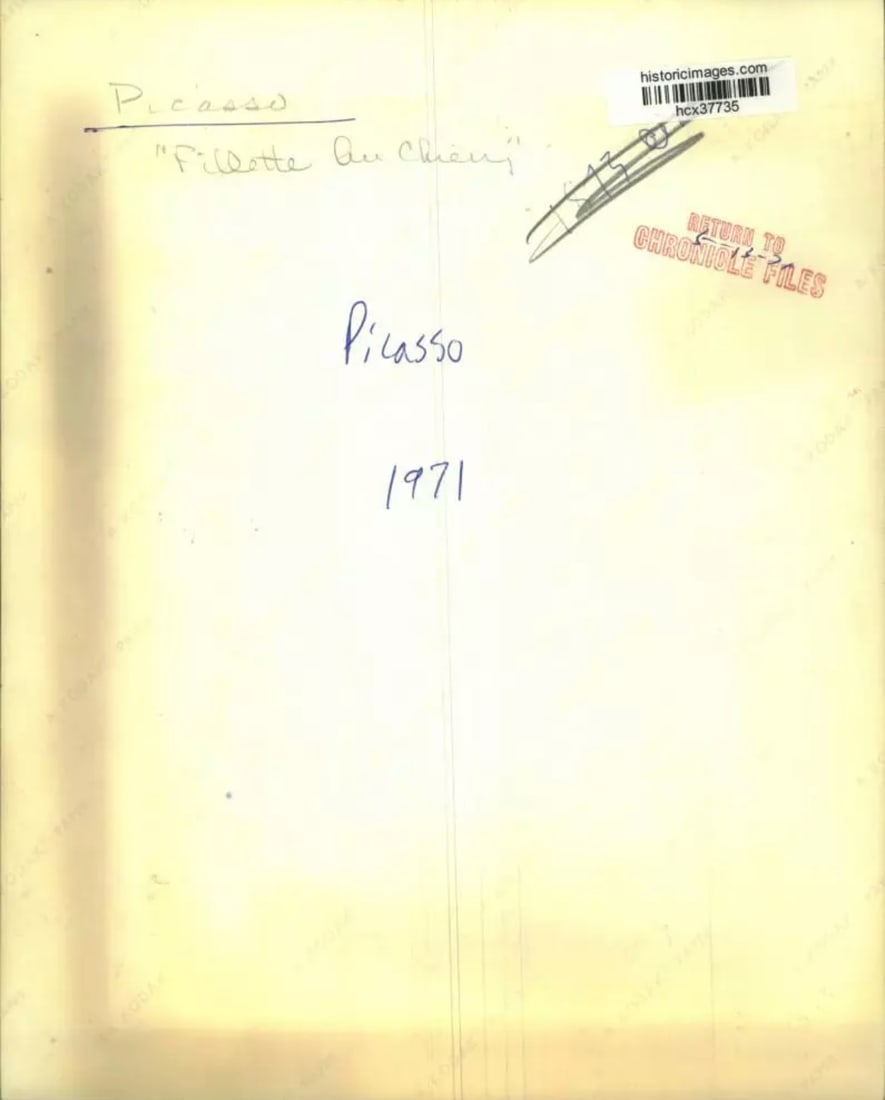 historicimages.com
hcx37735
Picasso
"Fillette Au Chien"
RETURN TO
CHRONICLE FILES
Picasso
1971